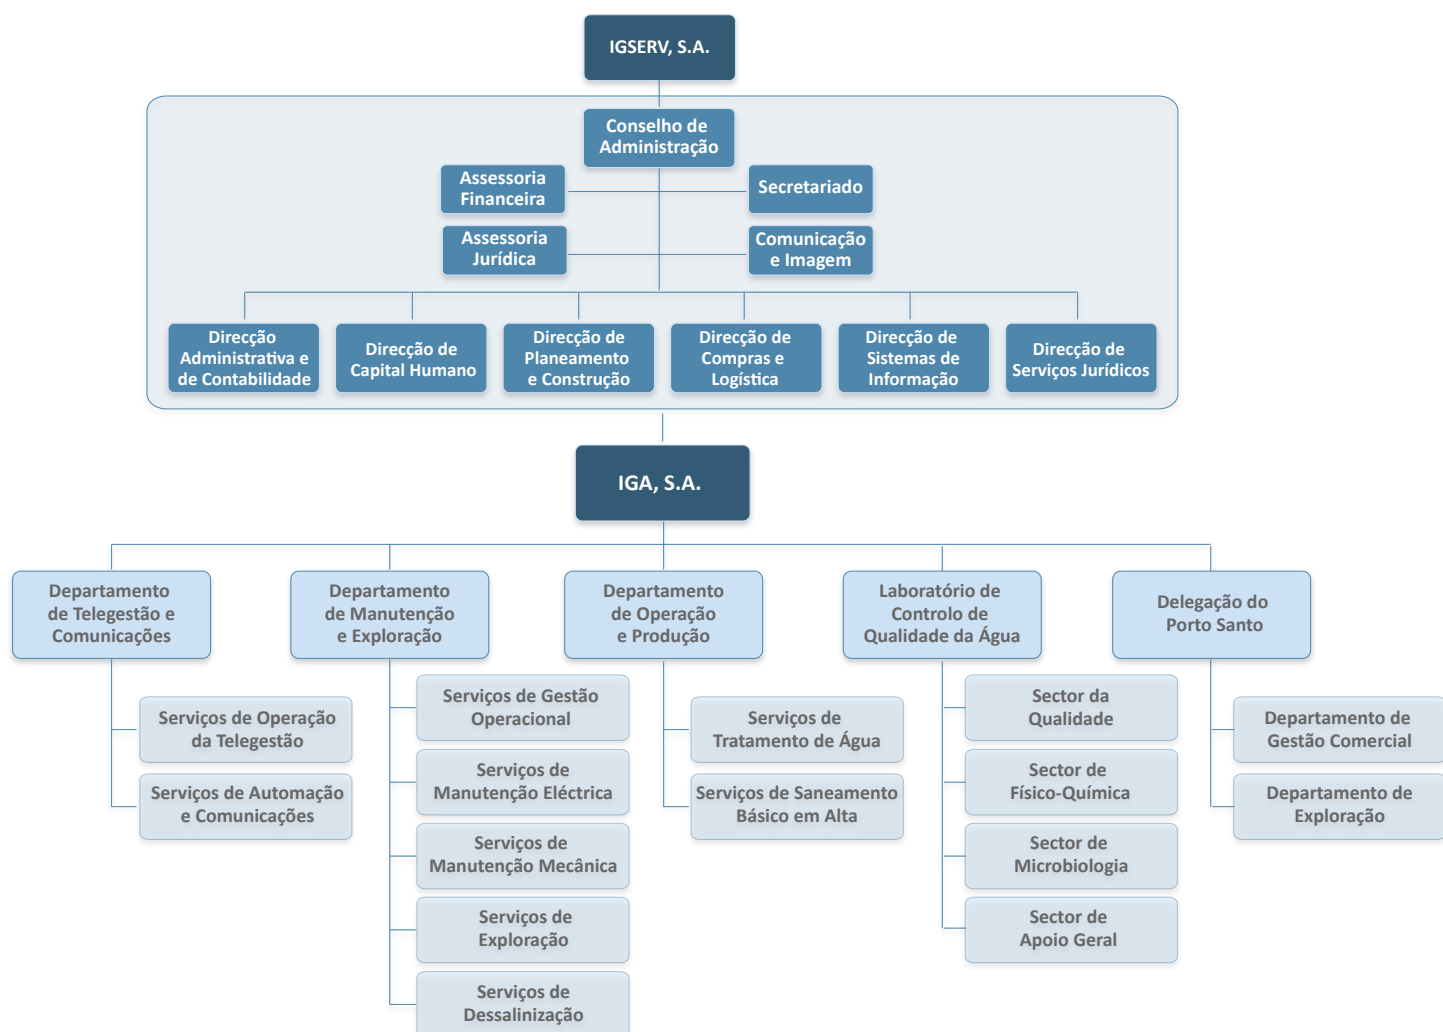 IGSERV, S.A.
Conselho de
Administração
Assessoria
Financeira
Secretariado
Assessoria
Jurídica
Comunicação
e Imagem
Direcção
Administrativa e
de Contabilidade
Direcção de
Capital Humano
Direcção de
Planeamento
e Construção
Direcção de
Compras e
Logística
Direcção de
Sistemas de
Informação
Direcção de
Serviços Jurídicos
IGA, S.A.
Departamento
de Telegestão e
Comunicações
Departamento
de Manutenção
e Exploração
Departamento
de Operação
e Produção
Laboratório de
Controlo de
Qualidade da Água
Delegação do
Porto Santo
Serviços de Operação
da Telegestão
Serviços de Automação
e Comunicações
Serviços de Gestão
Operacional
Serviços de
Manutenção Eléctrica
Serviços de
Manutenção Mecânica
Serviços de
Exploração
Serviços de
Dessalinização
Serviços de
Tratamento de Água
Serviços de Saneamento
Básico em Alta
Sector da
Qualidade
Sector de
Físico-Química
Sector de
Microbiologia
Sector de
Apoio Geral
Departamento de
Gestão Comercial
Departamento de
Exploração